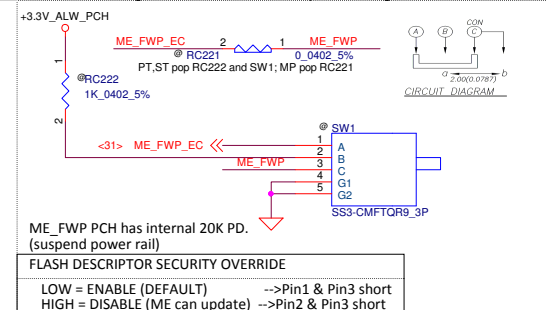 +3.3V_ALW_PCH
ME_FWP_EC 2 1 ME_FWP
@RC221 0_0402_5%
PT,ST pop RC222 and SW1; MP pop RC221
CON
A B C
a b
2.00(0.0787)
CIRCUIT DIAGRAM
1
@RC222
1K_0402_5%
2
@ SW1
<31> ME_FWP_EC 1 A
2 B
ME_FWP 3 C
4 G1
5 G2
SS3-CMFTQR9_3P
ME_FWP PCH has internal 20K PD.
(suspend power rail)
FLASH DESCRIPTOR SECURITY OVERRIDE
LOW = ENABLE (DEFAULT) -->Pin1 & Pin3 short
HIGH = DISABLE (ME can update) -->Pin2 & Pin3 short